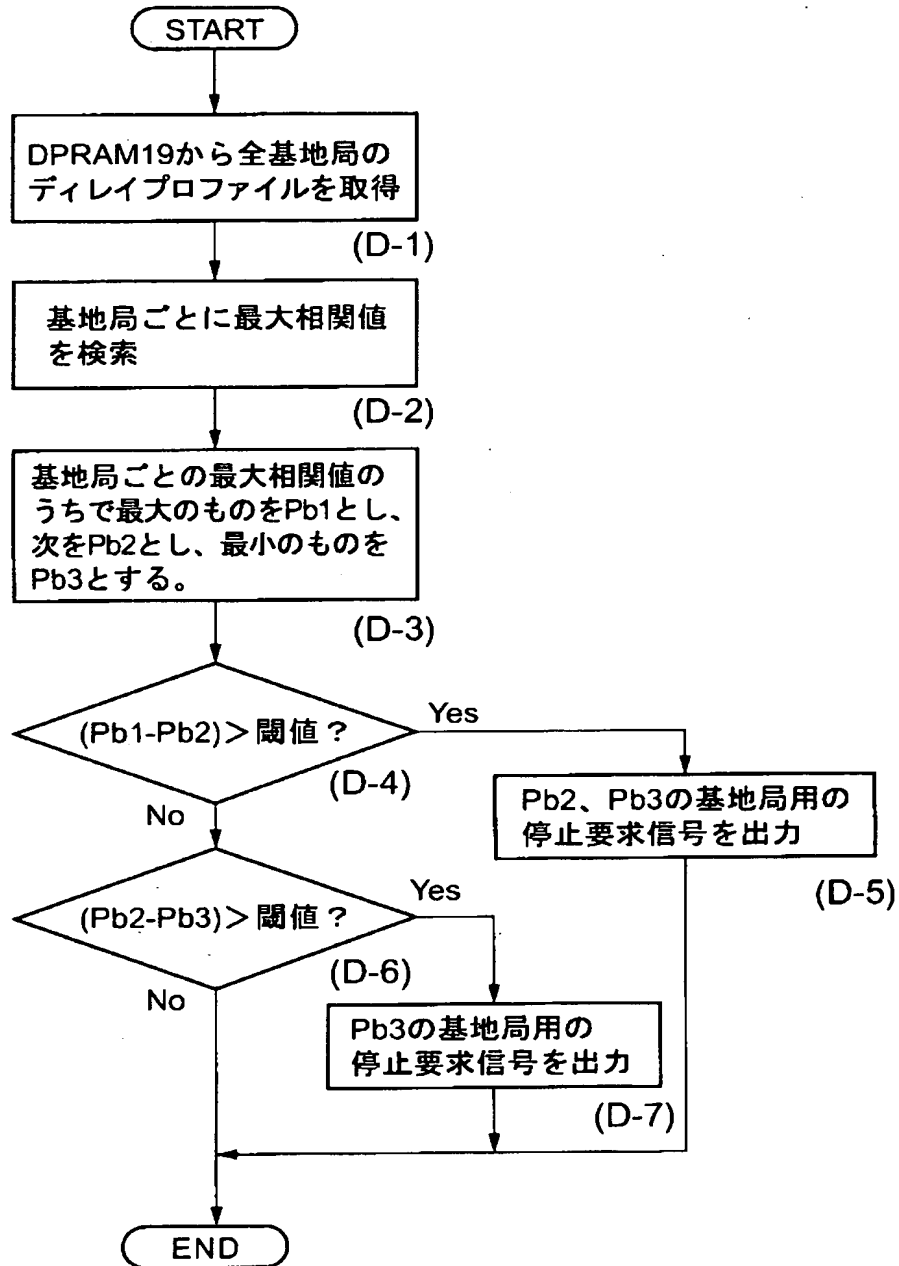 START
DPRAM19から全基地局の
ディレイプロファイルを取得
(D-1)
基地局ごとに最大相関値
を検索
(D-2)
基地局ごとの最大相関値の
うちで最大のものをPb1とし、
次をPb2とし、最小のものを
Pb3とする。
(D-3)
(Pb1-Pb2)＞閾値？
Yes
(D-4)
No
Pb2、Pb3の基地局用の
停止要求信号を出力
(D-5)
(Pb2-Pb3)＞閾値？
Yes
(D-6)
No
Pb3の基地局用の
停止要求信号を出力
(D-7)
END